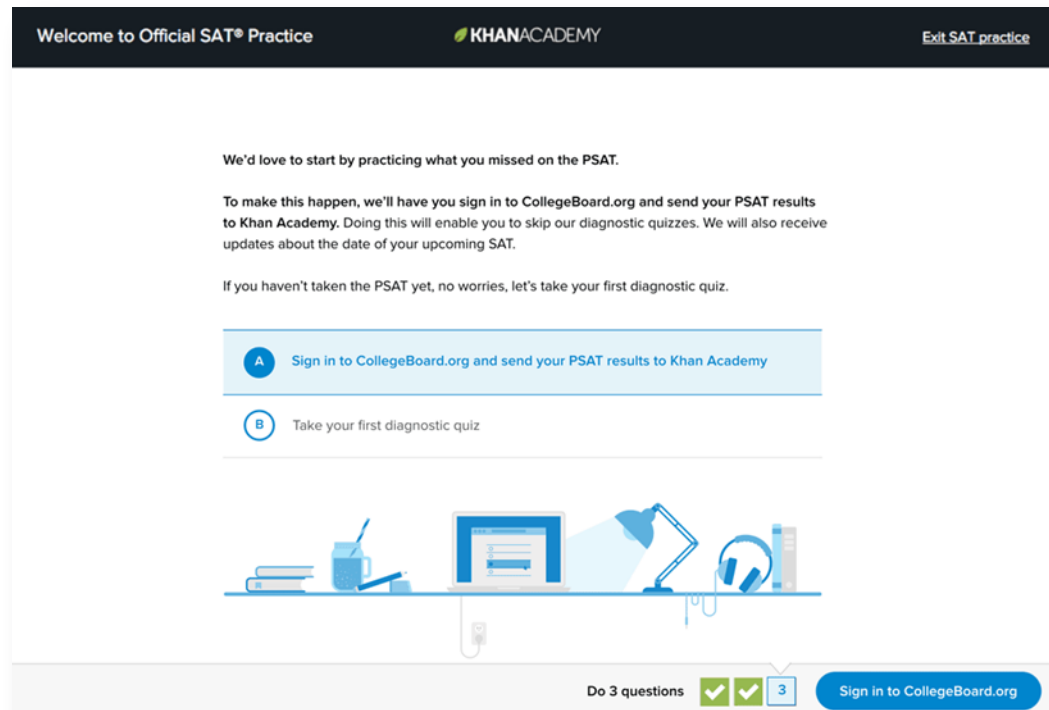 Welcome to Official SAT® Practice
KHANACADEMY
Exit SAT practice
We'd love to start by practicing what you missed on the PSAT.
To make this happen, we'll have you sign in to CollegeBoard.org and send your PSAT results
to Khan Academy. Doing this will enable you to skip our diagnostic quizzes. We will also receive
updates about the date of your upcoming SAT.
If you haven't taken the PSAT yet, no worries, let's take your first diagnostic quiz.
A Sign in to CollegeBoard.org and send your PSAT results to Khan Academy
B Take your first diagnostic quiz
Do 3 questions 3 Sign in to CollegeBoard.org